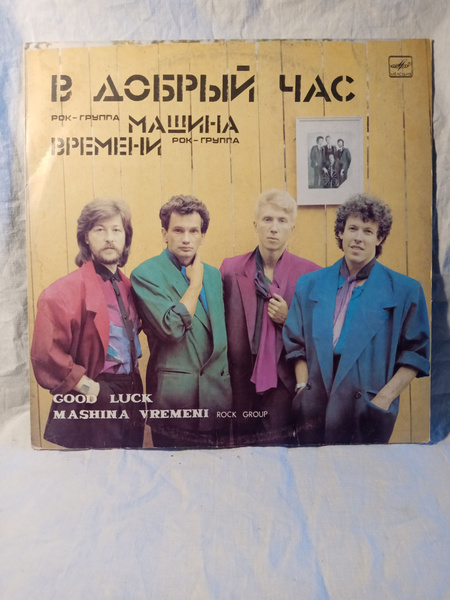 В ДОБРЫЙ ЧАС
РОК-ГРУППА МАШИНА
ВРЕМЕНИ РОК-ГРУППА
GOOD LUCK
MASHINA VREMENI ROCK GROUP